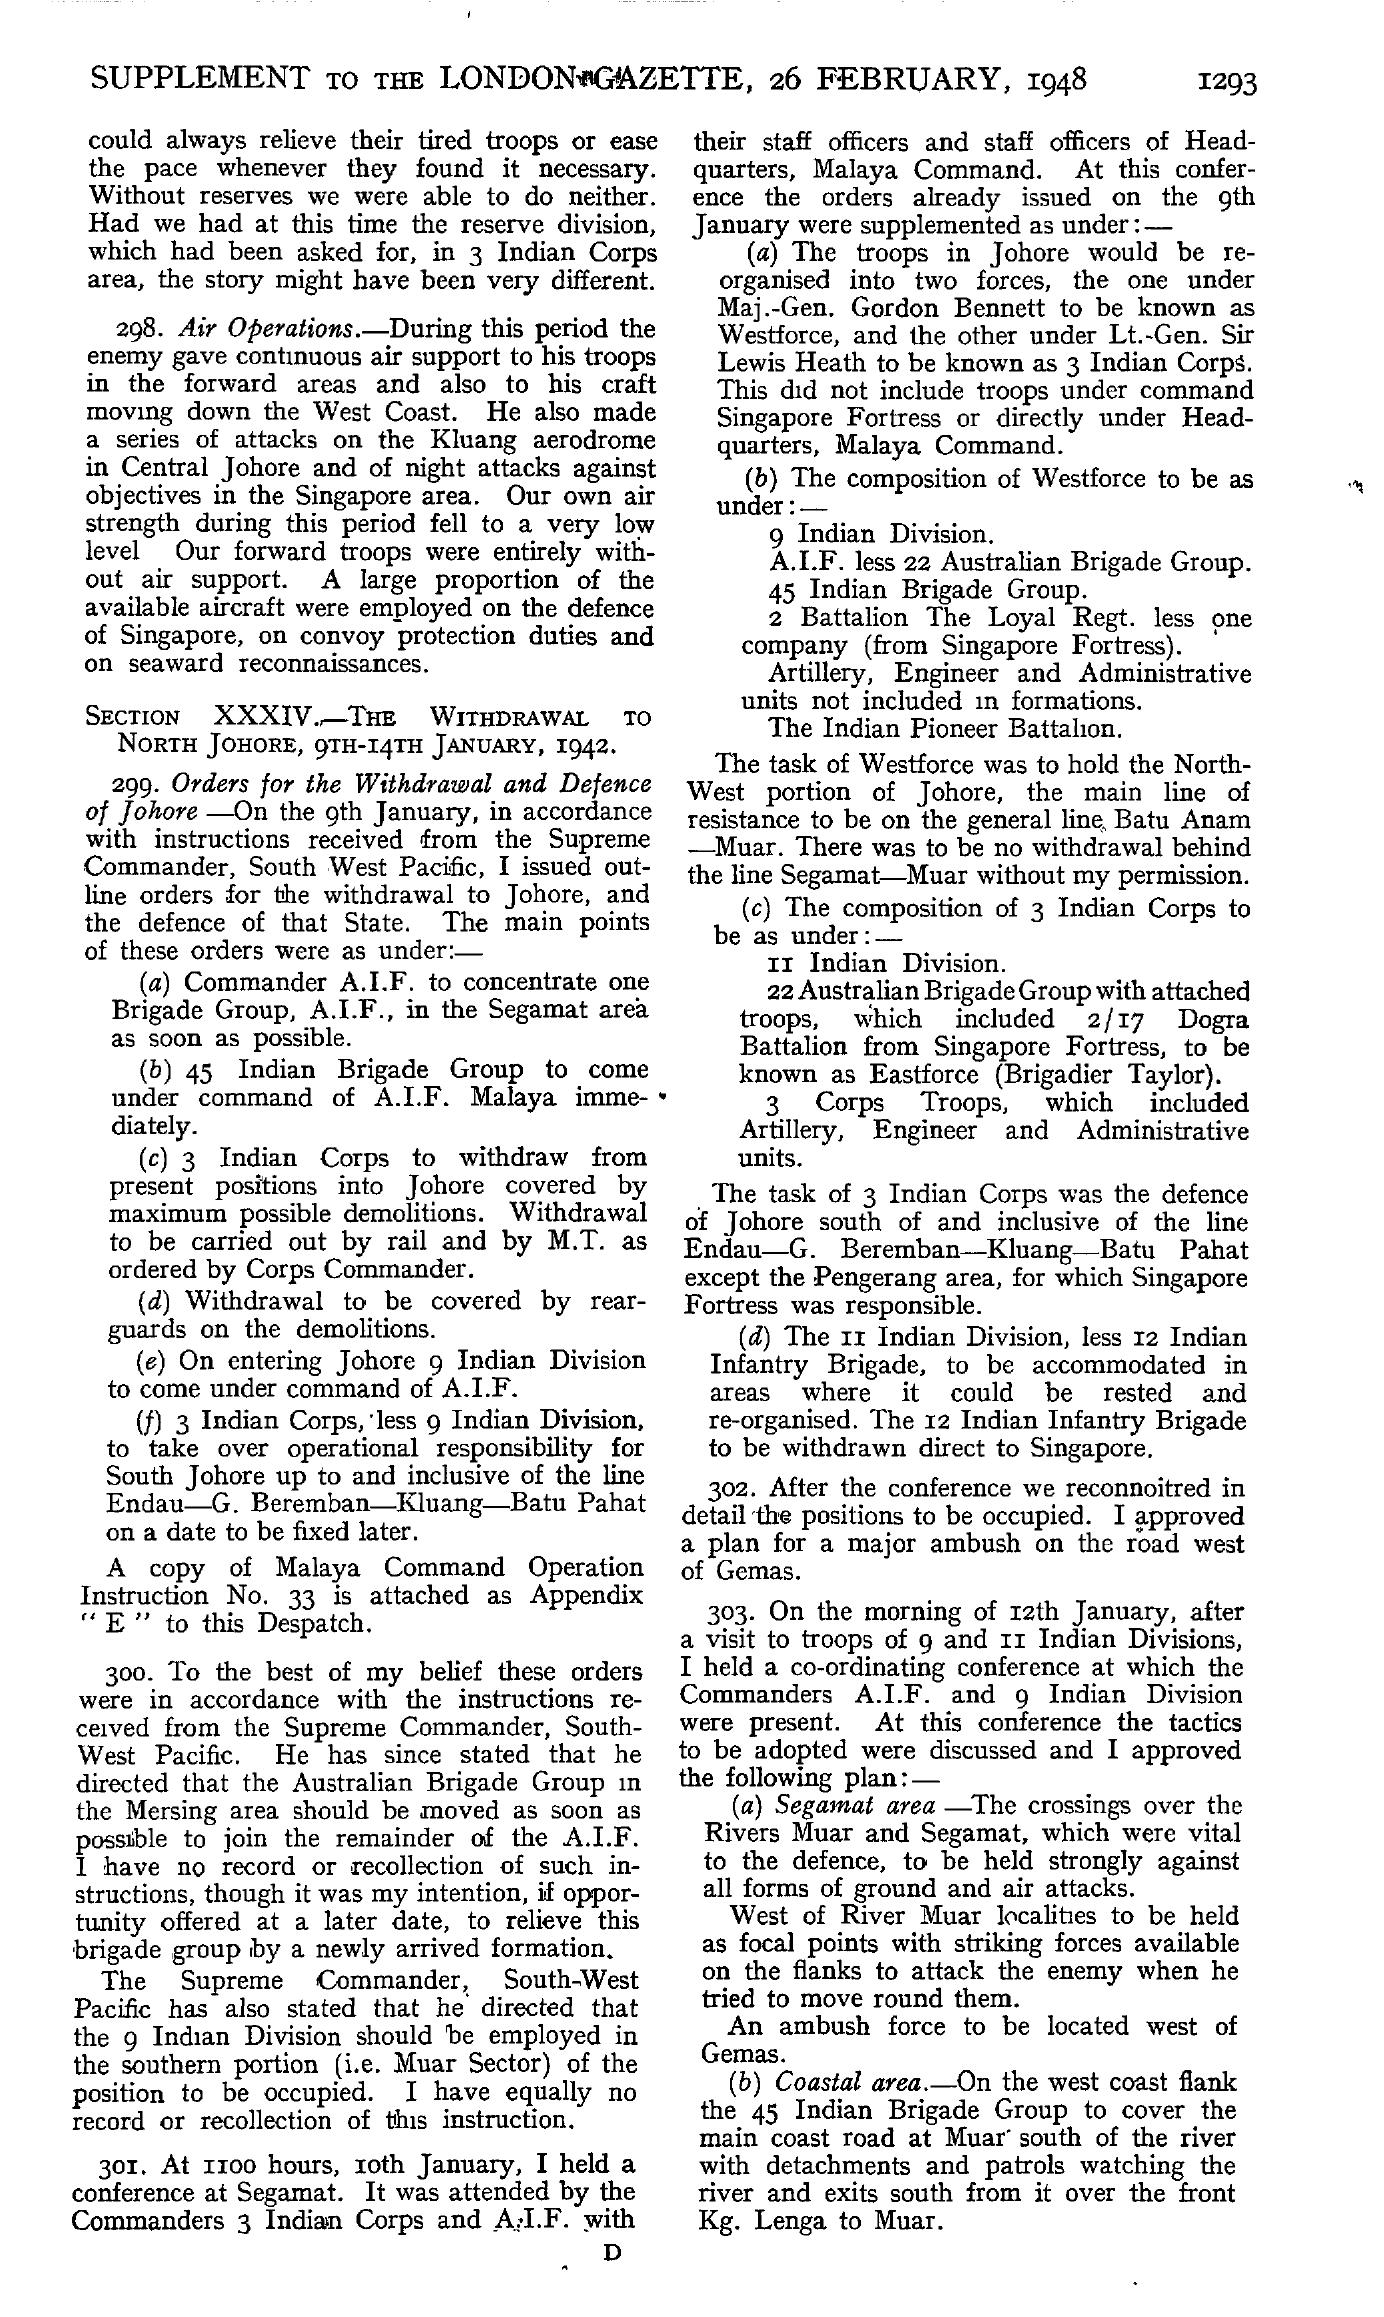 SUPPLEMENT TO THE LONDON GAZETTE, 26 FEBRUARY, 1948 1293
could always relieve their tired troops or ease
the pace whenever they found it necessary.
Without reserves we were able to do neither.
Had we had at this time the reserve division,
which had been asked for, in 3 Indian Corps
area, the story might have been very different.
298. Air Operations.—During this period the
enemy gave continuous air support to his troops
in the forward areas and also to his craft
moving down the West Coast. He also made
a series of attacks on the Kluang aerodrome
in Central Johore and of night attacks against
objectives in the Singapore area. Our own air
strength during this period fell to a very low
level Our forward troops were entirely with-
out air support. A large proportion of the
available aircraft were employed on the defence
of Singapore, on convoy protection duties and
on seaward reconnaissances.
SECTION XXXIV.—THE WITHDRAWAL TO
NORTH JOHORE, 9TH-14TH JANUARY, 1942.
299. Orders for the Withdrawal and Defence
of Johore —On the 9th January, in accordance
with instructions received from the Supreme
Commander, South West Pacific, I issued out-
line orders for the withdrawal to Johore, and
the defence of that State. The main points
of these orders were as under:—
(a) Commander A.I.F. to concentrate one
Brigade Group, A.I.F., in the Segamat area
as soon as possible.
(b) 45 Indian Brigade Group to come
under command of A.I.F. Malaya imme-
diately.
(c) 3 Indian Corps to withdraw from
present positions into Johore covered by
maximum possible demolitions. Withdrawal
to be carried out by rail and by M.T. as
ordered by Corps Commander.
(d) Withdrawal to be covered by rear-
guards on the demolitions.
(e) On entering Johore 9 Indian Division
to come under command of A.I.F.
(f) 3 Indian Corps, less 9 Indian Division,
to take over operational responsibility for
South Johore up to and inclusive of the line
Endau—G. Beremban—Kluang—Batu Pahat
on a date to be fixed later.
A copy of Malaya Command Operation
Instruction No. 33 is attached as Appendix
" E " to this Despatch.
300. To the best of my belief these orders
were in accordance with the instructions re-
ceived from the Supreme Commander, South-
West Pacific. He has since stated that he
directed that the Australian Brigade Group in
the Mersing area should be moved as soon as
possible to join the remainder of the A.I.F.
I have no record or recollection of such in-
structions, though it was my intention, if oppor-
tunity offered at a later date, to relieve this
brigade group by a newly arrived formation.
The Supreme Commander, South-West
Pacific has also stated that he directed that
the 9 Indian Division should be employed in
the southern portion (i.e. Muar Sector) of the
position to be occupied. I have equally no
record or recollection of this instruction.
301. At 1100 hours, 10th January, I held a
conference at Segamat. It was attended by the
Commanders 3 Indian Corps and A.I.F. with
D
their staff officers and staff officers of Head-
quarters, Malaya Command. At this confer-
ence the orders already issued on the 9th
January were supplemented as under:—
(a) The troops in Johore would be re-
organised into two forces, the one under
Maj.-Gen. Gordon Bennett to be known as
Westforce, and the other under Lt.-Gen. Sir
Lewis Heath to be known as 3 Indian Corps.
This did not include troops under command
Singapore Fortress or directly under Head-
quarters, Malaya Command.
(b) The composition of Westforce to be as
under:—
9 Indian Division.
A.I.F. less 22 Australian Brigade Group.
45 Indian Brigade Group.
2 Battalion The Loyal Regt. less one
company (from Singapore Fortress).
Artillery, Engineer and Administrative
units not included in formations.
The Indian Pioneer Battalion.
The task of Westforce was to hold the North-
West portion of Johore, the main line of
resistance to be on the general line, Batu Anam
—Muar. There was to be no withdrawal behind
the line Segamat—Muar without my permission.
(c) The composition of 3 Indian Corps to
be as under:—
11 Indian Division.
22 Australian Brigade Group with attached
troops, which included 2/17 Dogra
Battalion from Singapore Fortress, to be
known as Eastforce (Brigadier Taylor).
3 Corps Troops, which included
Artillery, Engineer and Administrative
units.
The task of 3 Indian Corps was the defence
of Johore south of and inclusive of the line
Endau—G. Beremban—Kluang—Batu Pahat
except the Pengerang area, for which Singapore
Fortress was responsible.
(d) The 11 Indian Division, less 12 Indian
Infantry Brigade, to be accommodated in
areas where it could be rested and
re-organised. The 12 Indian Infantry Brigade
to be withdrawn direct to Singapore.
302. After the conference we reconnoitred in
detail the positions to be occupied. I approved
a plan for a major ambush on the road west
of Gemas.
303. On the morning of 12th January, after
a visit to troops of 9 and 11 Indian Divisions,
I held a co-ordinating conference at which the
Commanders A.I.F. and 9 Indian Division
were present. At this conference the tactics
to be adopted were discussed and I approved
the following plan:—
(a) Segamat area —The crossings over the
Rivers Muar and Segamat, which were vital
to the defence, to be held strongly against
all forms of ground and air attacks.
West of River Muar localities to be held
as focal points with striking forces available
on the flanks to attack the enemy when he
tried to move round them.
An ambush force to be located west of
Gemas.
(b) Coastal area.—On the west coast flank
the 45 Indian Brigade Group to cover the
main coast road at Muar south of the river
with detachments and patrols watching the
river and exits south from it over the front
Kg. Lenga to Muar.